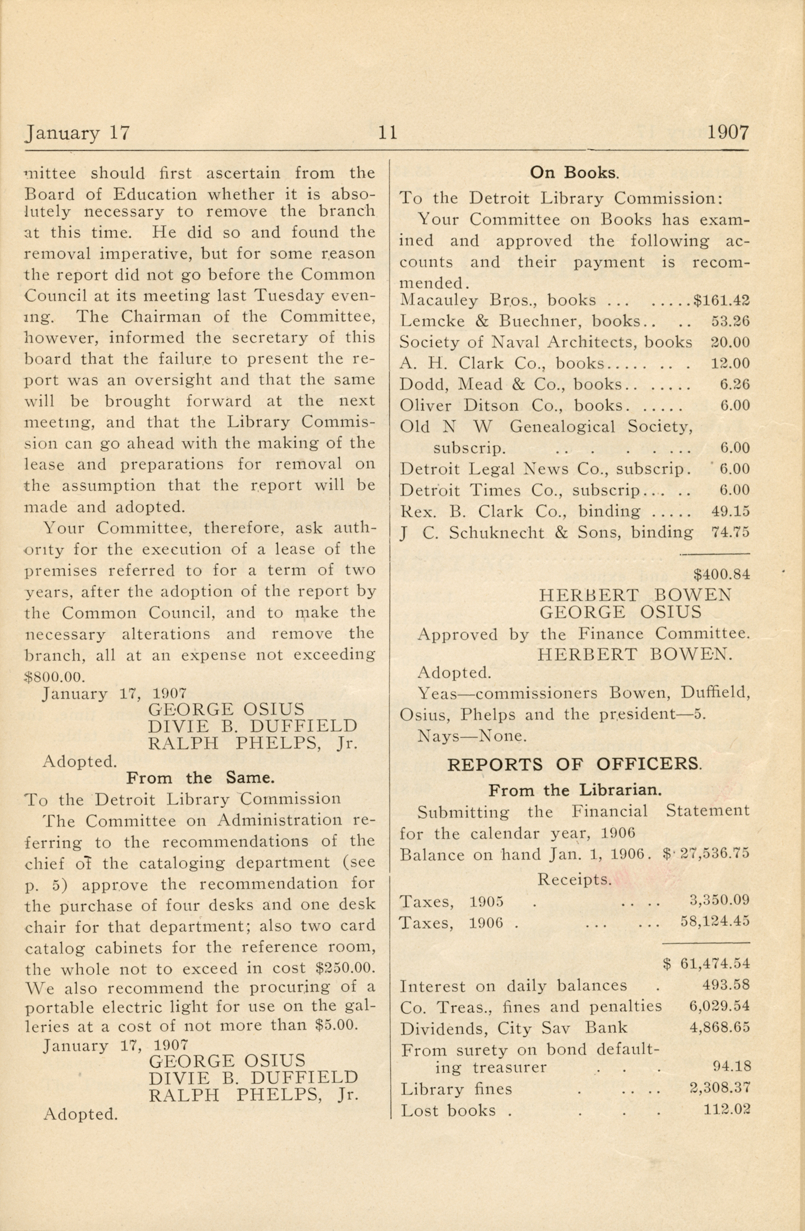 January 17 11 1907
mittee should first ascertain from the
Board of Education whether it is abso-
lutely necessary to remove the branch
at this time. He did so and found the
removal imperative, but for some reason
the report did not go before the Common
Council at its meeting last Tuesday even-
ing. The Chairman of the Committee,
however, informed the secretary of this
board that the failure to present the re-
port was an oversight and that the same
will be brought forward at the next
meeting, and that the Library Commis-
sion can go ahead with the making of the
lease and preparations for removal on
the assumption that the report will be
made and adopted.
Your Committee, therefore, ask auth-
ority for the execution of a lease of the
premises referred to for a term of two
years, after the adoption of the report by
the Common Council, and to make the
necessary alterations and remove the
branch, all at an expense not exceeding
$800.00.
January 17, 1907
GEORGE OSIUS
DIVIE B. DUFFIELD
RALPH PHELPS, Jr.
Adopted.
From the Same.
To the Detroit Library Commission
The Committee on Administration re-
ferring to the recommendations of the
chief of the cataloging department (see
p. 5) approve the recommendation for
the purchase of four desks and one desk
chair for that department; also two card
catalog cabinets for the reference room,
the whole not to exceed in cost $250.00.
We also recommend the procuring of a
portable electric light for use on the gal-
leries at a cost of not more than $5.00.
January 17, 1907
GEORGE OSIUS
DIVIE B. DUFFIELD
RALPH PHELPS, Jr.
Adopted.
On Books.
To the Detroit Library Commission:
Your Committee on Books has exam-
ined and approved the following ac-
counts and their payment is recom-
mended.
Macauley Bros., books ... .....$161.42
Lemcke & Buechner, books.. .. 53.26
Society of Naval Architects, books 20.00
A. H. Clark Co., books....... . 12.00
Dodd, Mead & Co., books.. ..... 6.26
Oliver Ditson Co., books. ..... 6.00
Old N W Genealogical Society,
subscrip. .. . . .... 6.00
Detroit Legal News Co., subscrip. 6.00
Detroit Times Co., subscrip... .. 6.00
Rex. B. Clark Co., binding ..... 49.15
J C. Schuknecht & Sons, binding 74.75
$400.84
HERBERT BOWEN
GEORGE OSIUS
Approved by the Finance Committee.
HERBERT BOWEN.
Adopted.
Yeas—commissioners Bowen, Duffield,
Osius, Phelps and the president—5.
Nays—None.
REPORTS OF OFFICERS.
From the Librarian.
Submitting the Financial Statement
for the calendar year, 1906
Balance on hand Jan. 1, 1906. $ 27,536.75
Receipts.
Taxes, 1905 . .... 3,350.09
Taxes, 1906 . ... ... 58,124.45
$ 61,474.54
Interest on daily balances . 493.58
Co. Treas., fines and penalties 6,029.54
Dividends, City Sav Bank 4,868.65
From surety on bond default-
ing treasurer . . . 94.18
Library fines . .... 2,308.37
Lost books . . . . 112.02